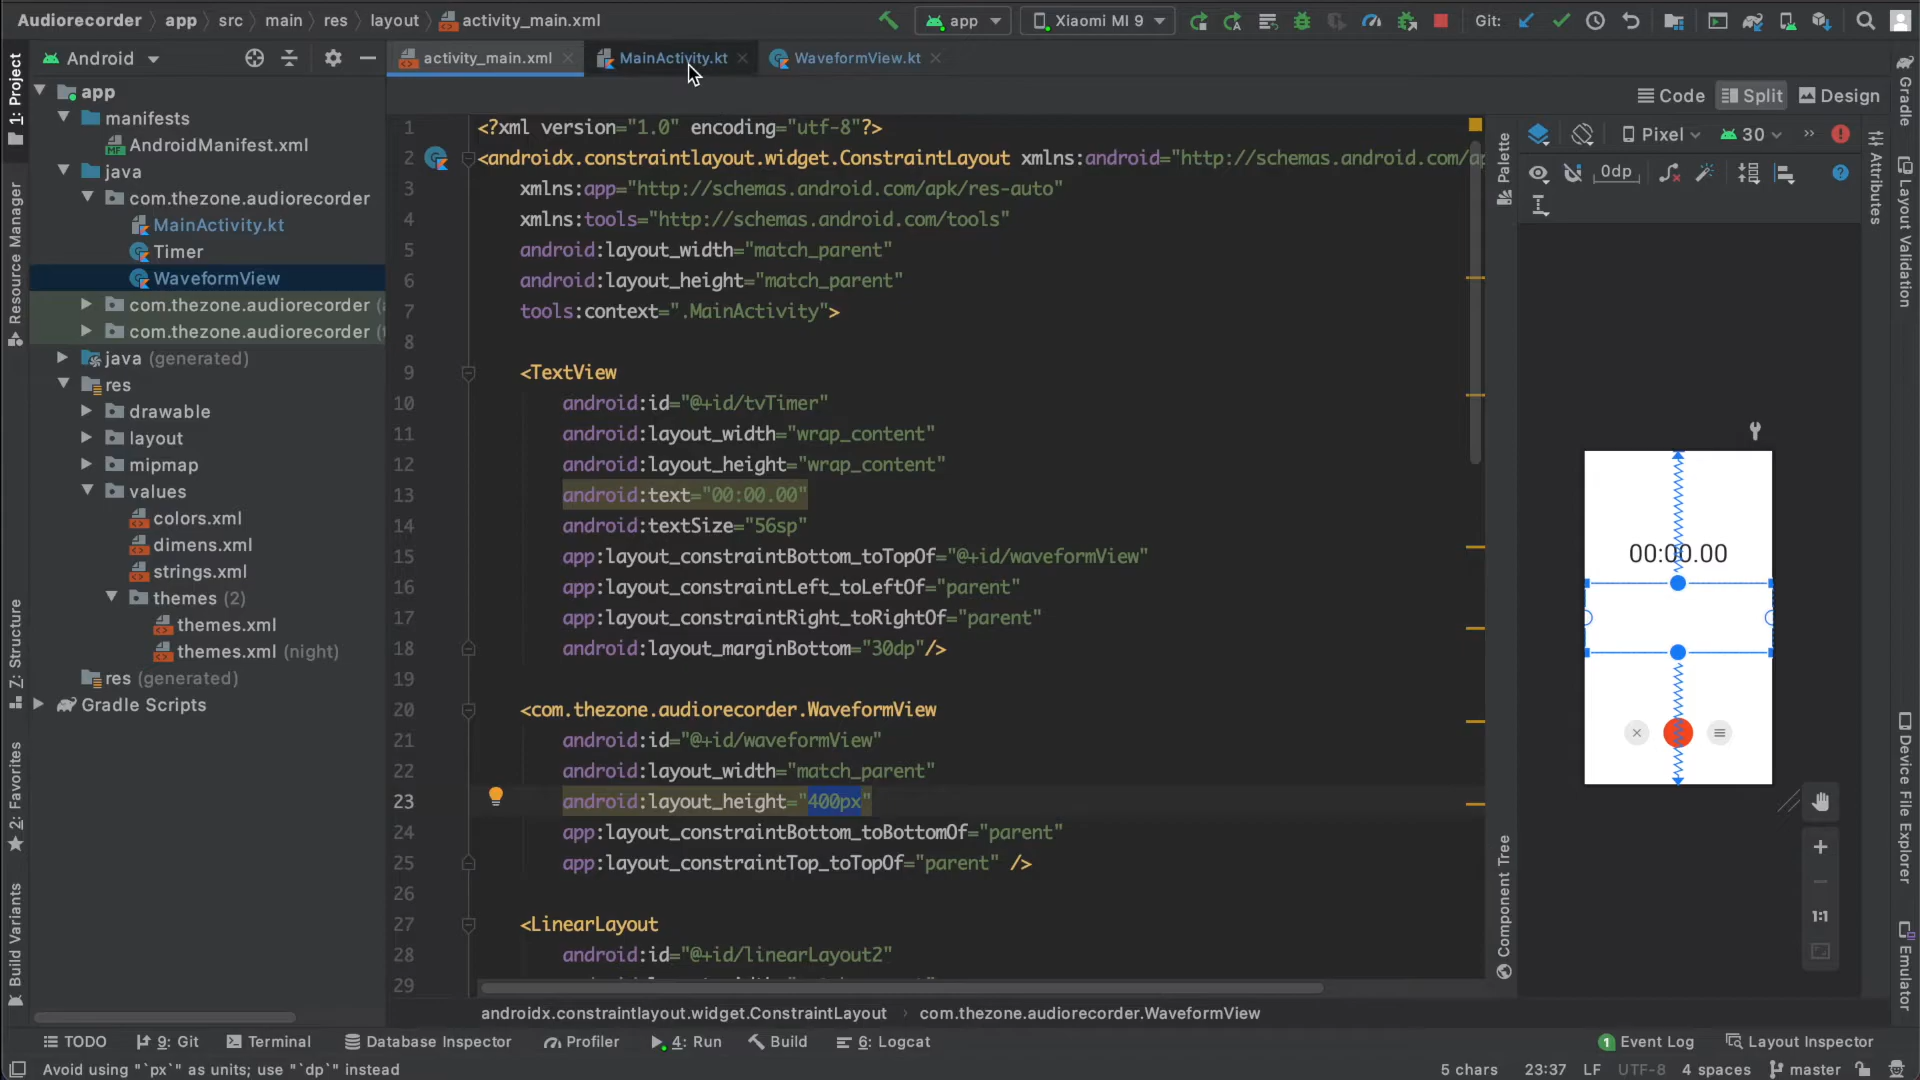 Audiorecorder app src main res layout activity_main.xml app Xiaomi MI 9 Git:
Android activity_main.xml MainActivity.kt WaveformView.kt
Code Split Design
1: Project
Resource Manager
Z: Structure
2: Favorites
Build Variants
app
manifests
AndroidManifest.xml
java
com.thezone.audiorecorder
MainActivity.kt
Timer
WaveformView
com.thezone.audiorecorder
com.thezone.audiorecorder
java (generated)
res
drawable
layout
mipmap
values
colors.xml
dimens.xml
strings.xml
themes (2)
themes.xml
themes.xml (night)
res (generated)
Gradle Scripts
1 <?xml version="1.0" encoding="utf-8"?>
2 <androidx.constraintlayout.widget.ConstraintLayout xmlns:android="http://schemas.android.com/ap
3 xmlns:app="http://schemas.android.com/apk/res-auto"
4 xmlns:tools="http://schemas.android.com/tools"
5 android:layout_width="match_parent"
6 android:layout_height="match_parent"
7 tools:context=".MainActivity">
8
9 <TextView
10 android:id="@+id/tvTimer"
11 android:layout_width="wrap_content"
12 android:layout_height="wrap_content"
13 android:text="00:00.00"
14 android:textSize="56sp"
15 app:layout_constraintBottom_toTopOf="@+id/waveformView"
16 app:layout_constraintLeft_toLeftOf="parent"
17 app:layout_constraintRight_toRightOf="parent"
18 android:layout_marginBottom="30dp"/>
19
20 <com.thezone.audiorecorder.WaveformView
21 android:id="@+id/waveformView"
22 android:layout_width="match_parent"
23 android:layout_height="400px"
24 app:layout_constraintBottom_toBottomOf="parent"
25 app:layout_constraintTop_toTopOf="parent" />
26
27 <LinearLayout
28 android:id="@+id/linearLayout2"
29
androidx.constraintlayout.widget.ConstraintLayout › com.thezone.audiorecorder.WaveformView
Palette
Component Tree
Pixel 30 »
0dp
00:00.00
1:1
Attributes
Gradle
Layout Validation
Device File Explorer
Emulator
TODO 9: Git Terminal Database Inspector Profiler 4: Run Build 6: Logcat 1 Event Log Layout Inspector
Avoid using "`px`" as units; use "`dp`" instead 5 chars 23:37 LF UTF-8 4 spaces master